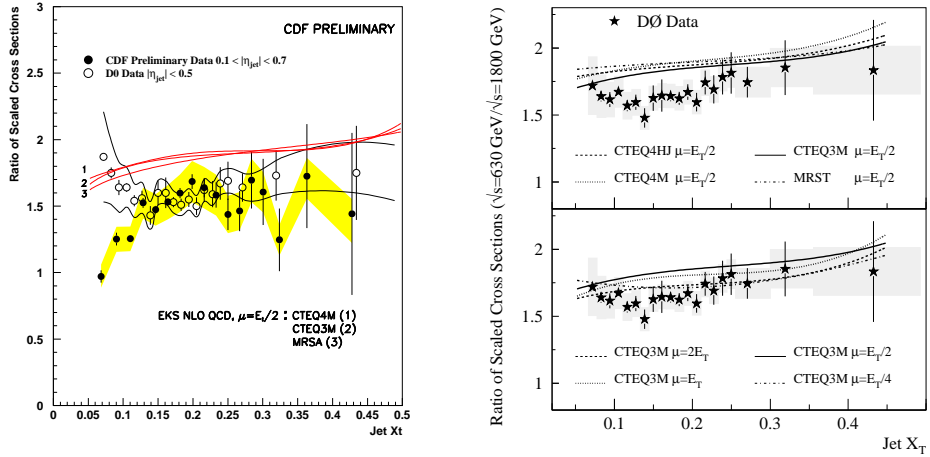 CDF PRELIMINARY
CDF Preliminary Data 0.1 < |η_jet| < 0.7
D0 Data |η_jet| < 0.5
Ratio of Scaled Cross Sections
3
2.5
2
1.5
1
0.5
0
1
2
3
EKS NLO QCD, μ=E_t/2 : CTEQ4M (1)
CTEQ3M (2)
MRSA (3)
0 0.05 0.1 0.15 0.2 0.25 0.3 0.35 0.4 0.45 0.5
Jet Xt
Ratio of Scaled Cross Sections (√s=630 GeV/√s=1800 GeV)
DØ Data
2
1.5
1
CTEQ4HJ μ=E_T/2
CTEQ3M μ=E_T/2
CTEQ4M μ=E_T/2
MRST μ=E_T/2
2
1.5
1
CTEQ3M μ=2E_T
CTEQ3M μ=E_T/2
CTEQ3M μ=E_T
CTEQ3M μ=E_T/4
0.1 0.2 0.3 0.4
Jet X_T